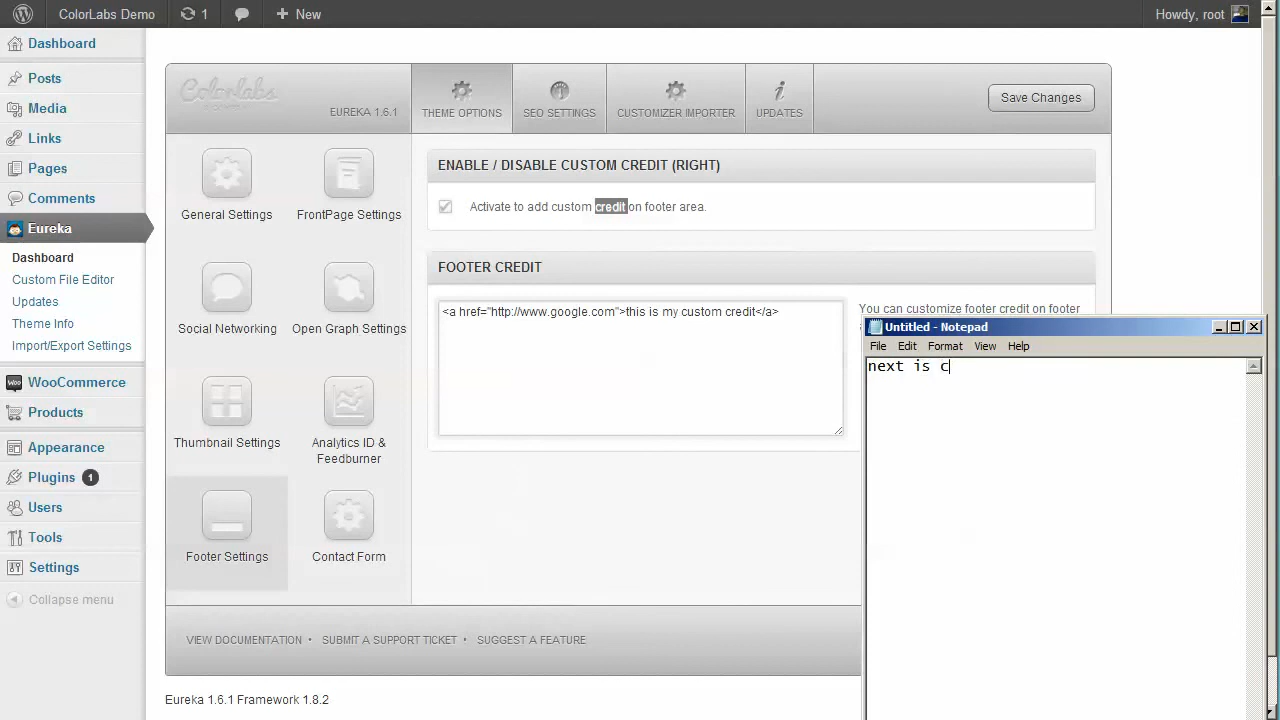 ColorLabs Demo
1
New
Howdy, root
Dashboard
Posts
Media
Links
Pages
Comments
Eureka
Dashboard
Custom File Editor
Updates
Theme Info
Import/Export Settings
WooCommerce
Products
Appearance
Plugins 1
Users
Tools
Settings
Collapse menu
Colorlabs
EUREKA 1.6.1
THEME OPTIONS
SEO SETTINGS
CUSTOMIZER IMPORTER
UPDATES
Save Changes
General Settings
FrontPage Settings
Social Networking
Open Graph Settings
Thumbnail Settings
Analytics ID &
Feedburner
Footer Settings
Contact Form
ENABLE / DISABLE CUSTOM CREDIT (RIGHT)
Activate to add custom credit on footer area.
FOOTER CREDIT
<a href="http://www.google.com">this is my custom credit</a>
You can customize footer credit on footer
Untitled - Notepad
File Edit Format View Help
next is c
VIEW DOCUMENTATION • SUBMIT A SUPPORT TICKET • SUGGEST A FEATURE
Eureka 1.6.1 Framework 1.8.2